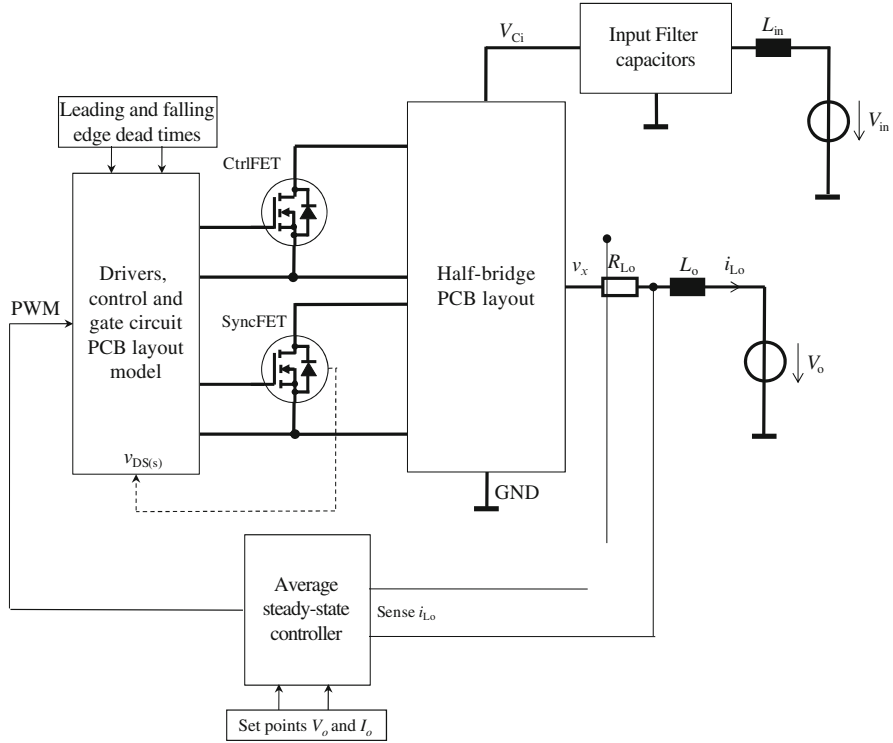 V_Ci
Input Filter
capacitors
L_in
V_in
Leading and falling
edge dead times
CtrlFET
Drivers,
control and
gate circuit
PCB layout
model
v_DS(s)
PWM
SyncFET
Half-bridge
PCB layout
v_x
R_Lo
L_o
i_Lo
V_o
GND
Average
steady-state
controller
Sense i_Lo
Set points V_o and I_o